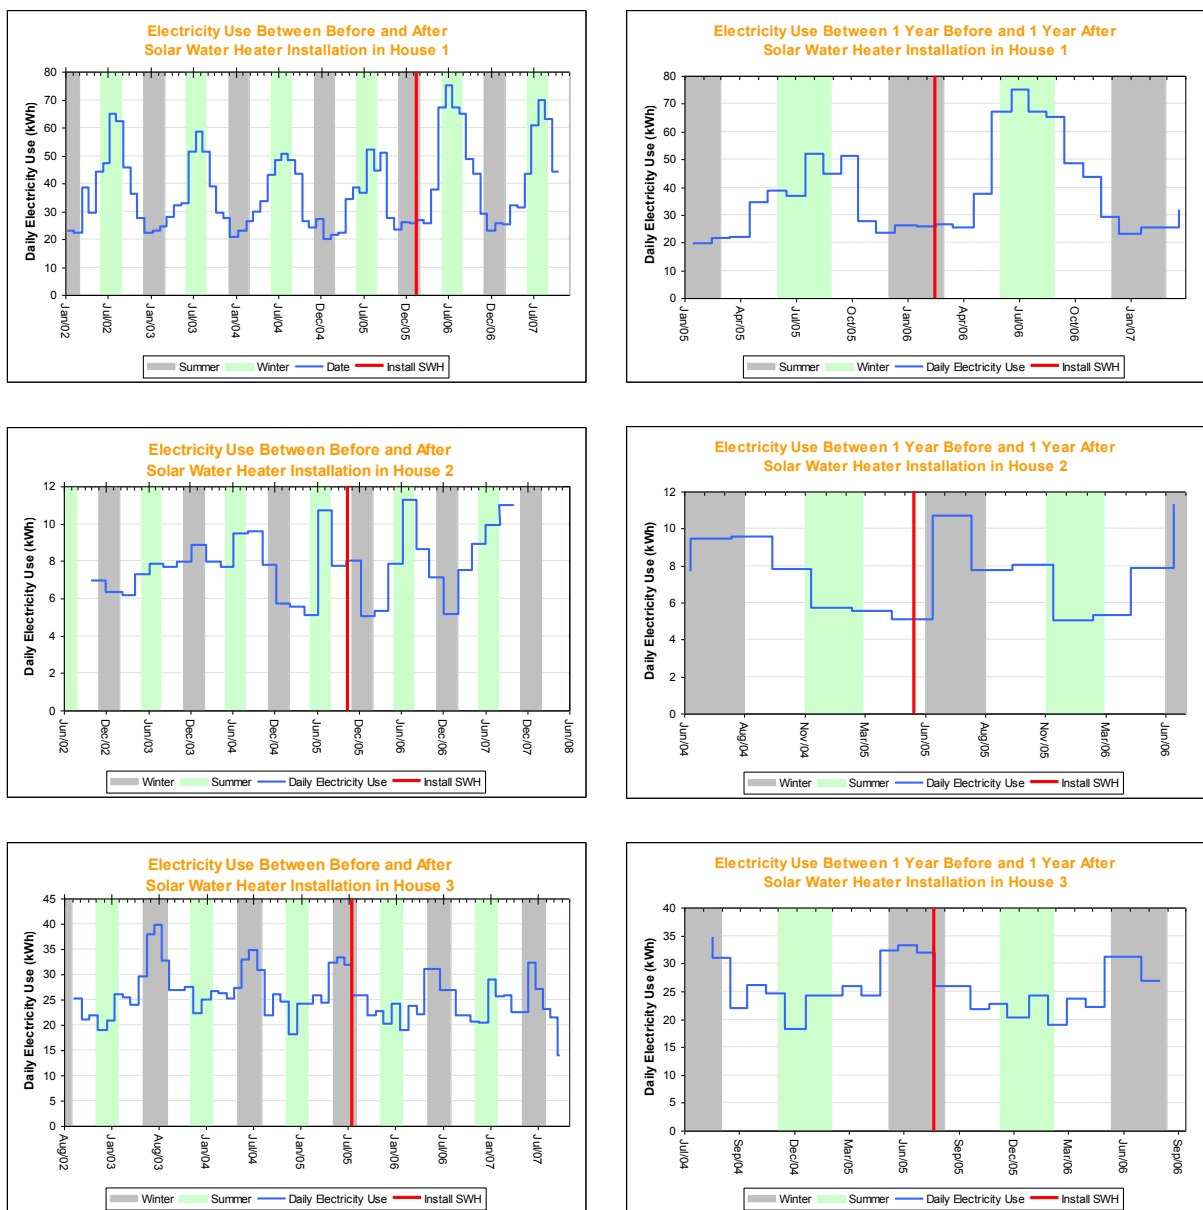 Electricity Use Between Before and After
Solar Water Heater Installation in House 1
Daily Electricity Use (kWh)
80
70
60
50
40
30
20
10
0
Jan/02
Jul/02
Jan/03
Jul/03
Jan/04
Jul/04
Dec/04
Jul/05
Dec/05
Jul/06
Dec/06
Jul/07
Summer Winter Date Install SWH
Electricity Use Between 1 Year Before and 1 Year After
Solar Water Heater Installation in House 1
Daily Electricity Use (kWh)
80
70
60
50
40
30
20
10
0
Jan/05
Apr/05
Jul/05
Oct/05
Jan/06
Apr/06
Jul/06
Oct/06
Jan/07
Summer Winter Daily Electricity Use Install SWH
Electricity Use Between Before and After
Solar Water Heater Installation in House 2
Daily Electricity Use (kWh)
12
10
8
6
4
2
0
Jun/02
Dec/02
Jun/03
Dec/03
Jun/04
Dec/04
Jun/05
Dec/05
Jun/06
Dec/06
Jun/07
Dec/07
Jun/08
Winter Summer Daily Electricity Use Install SWH
Electricity Use Between 1 Year Before and 1 Year After
Solar Water Heater Installation in House 2
Daily Electricity Use (kWh)
12
10
8
6
4
2
0
Jun/04
Aug/04
Nov/04
Mar/05
Jun/05
Aug/05
Nov/05
Mar/06
Jun/06
Winter Summer Daily Electricity Use Install SWH
Electricity Use Between Before and After
Solar Water Heater Installation in House 3
Daily Electricity Use (kWh)
45
40
35
30
25
20
15
10
5
0
Aug/02
Jan/03
Aug/03
Jan/04
Jul/04
Jan/05
Jul/05
Jan/06
Jul/06
Jan/07
Jul/07
Winter Summer Daily Electricity Use Install SWH
Electricity Use Between 1 Year Before and 1 Year After
Solar Water Heater Installation in House 3
Daily Electricity Use (kWh)
40
35
30
25
20
15
10
5
0
Jul/04
Sep/04
Dec/04
Mar/05
Jun/05
Sep/05
Dec/05
Mar/06
Jun/06
Sep/06
Winter Summer Daily Electricity Use Install SWH